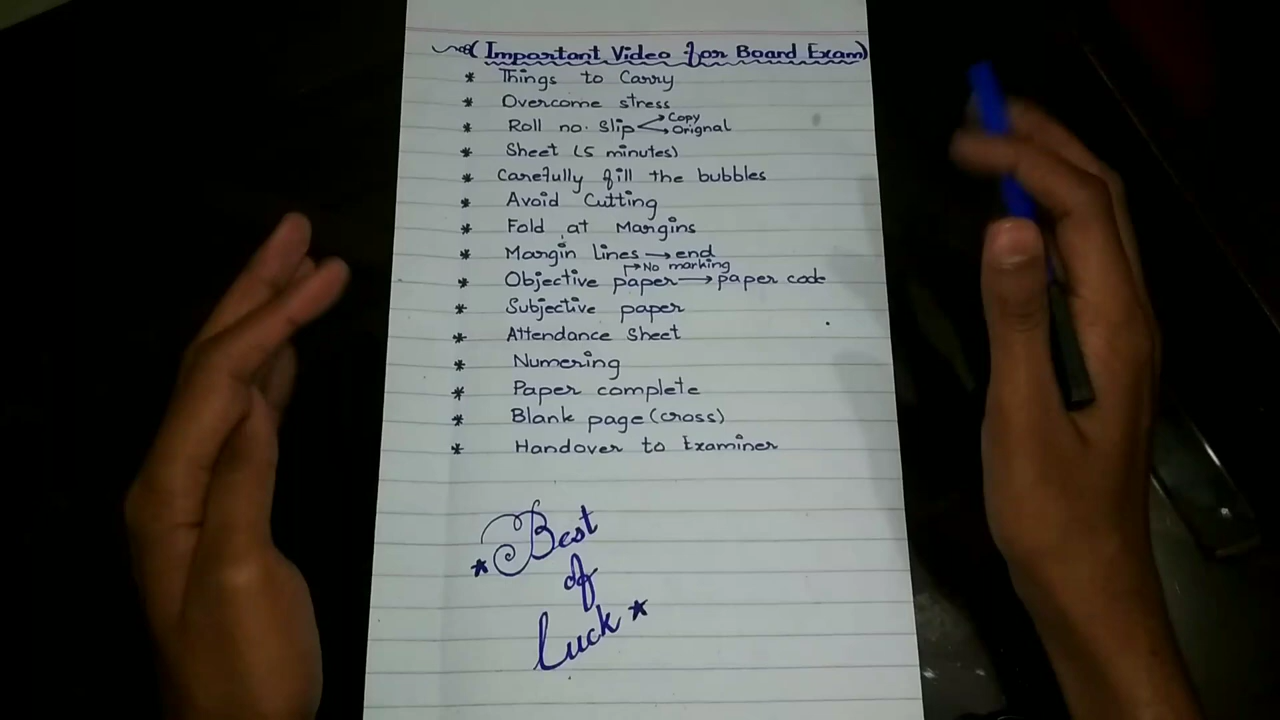 (Important Video for Board Exam)
* Things to Carry
* Overcome stress
* Roll no. Slip Copy Orignal
* Sheet (5 minutes)
* Carefully fill the bubbles
* Avoid Cutting
* Fold at Margins
* Margin lines → end
* Objective paper → No marking → paper code
* Subjective paper
* Attendance Sheet
* Numering
* Paper complete
* Blank page (cross)
* Handover to Examiner
* Best
of
Luck *